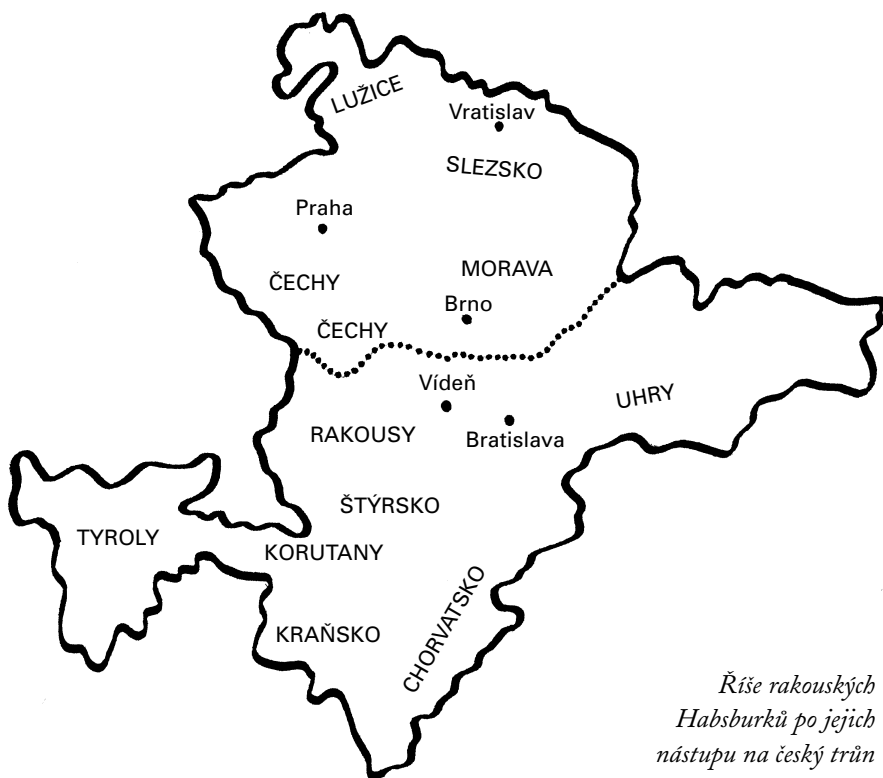 LUŽICE
Vratislav
SLEZSKO
Praha
MORAVA
ČECHY
Brno
ČECHY
Vídeň
UHRY
RAKOUSY
Bratislava
ŠTÝRSKO
TYROLY
KORUTANY
CHORVATSKO
KRAŇSKO
Říše rakouských
Habsburků po jejich
nástupu na český trůn